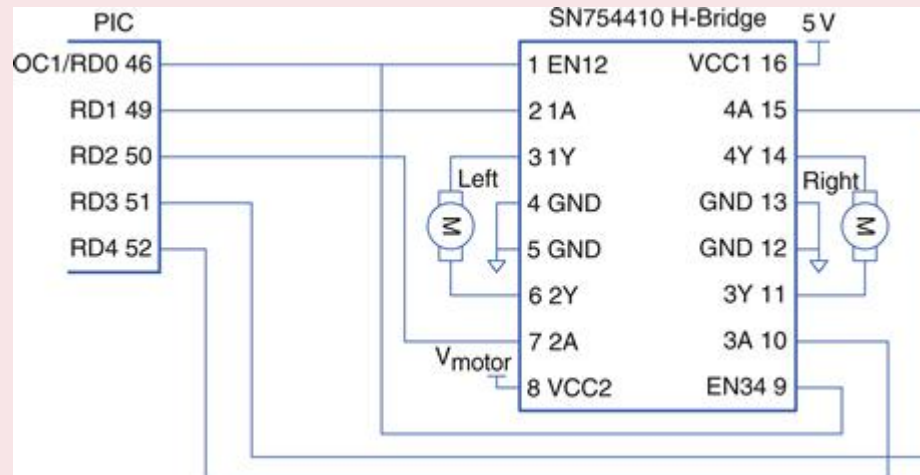 PIC
SN754410 H-Bridge
5 V
OC1/RD0 46
RD1 49
RD2 50
RD3 51
RD4 52
1 EN12
2 1A
3 1Y
4 GND
5 GND
6 2Y
7 2A
8 VCC2
VCC1 16
4A 15
4Y 14
GND 13
GND 12
3Y 11
3A 10
EN34 9
Left
M
Right
M
Vmotor